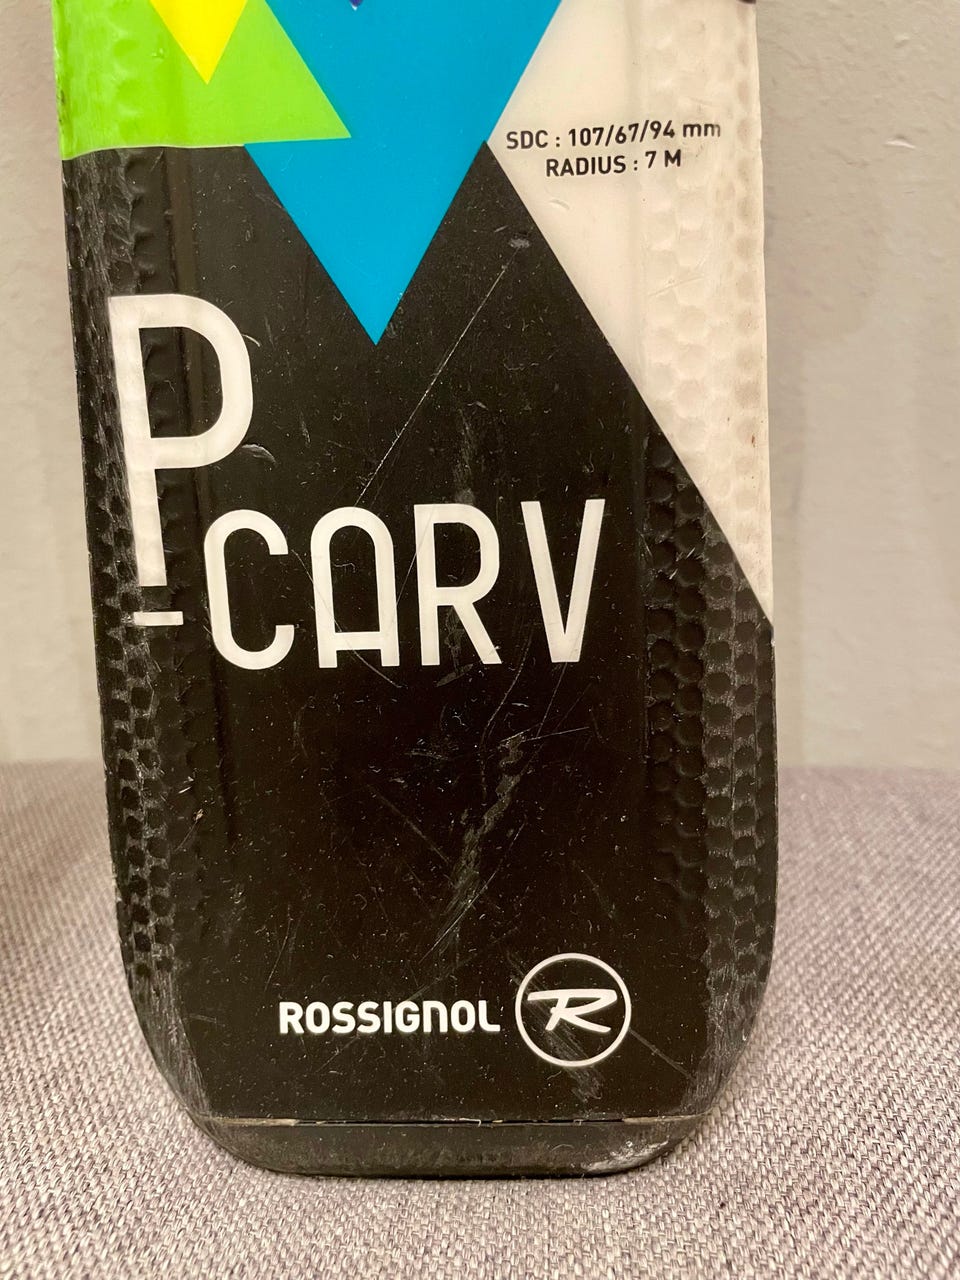 SDC : 107/67/94 mm
RADIUS : 7 M
P
-CARV
ROSSIGNOL R